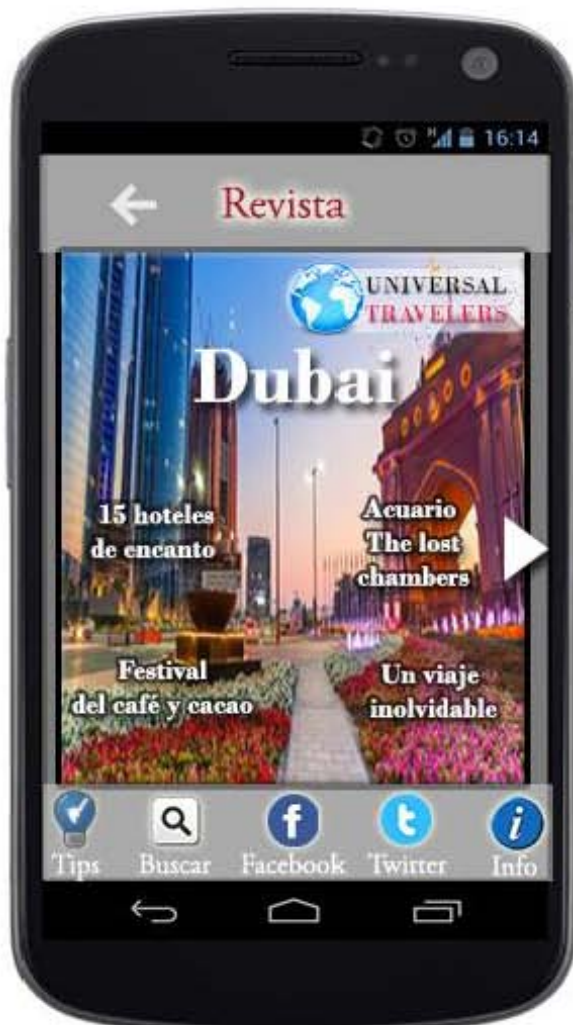 16:14
Revista
UNIVERSAL
TRAVELERS
Dubai
15 hoteles
de encanto
Acuario
The lost
chambers
Festival
del café y cacao
Un viaje
inolvidable
Tips Buscar Facebook Twitter Info